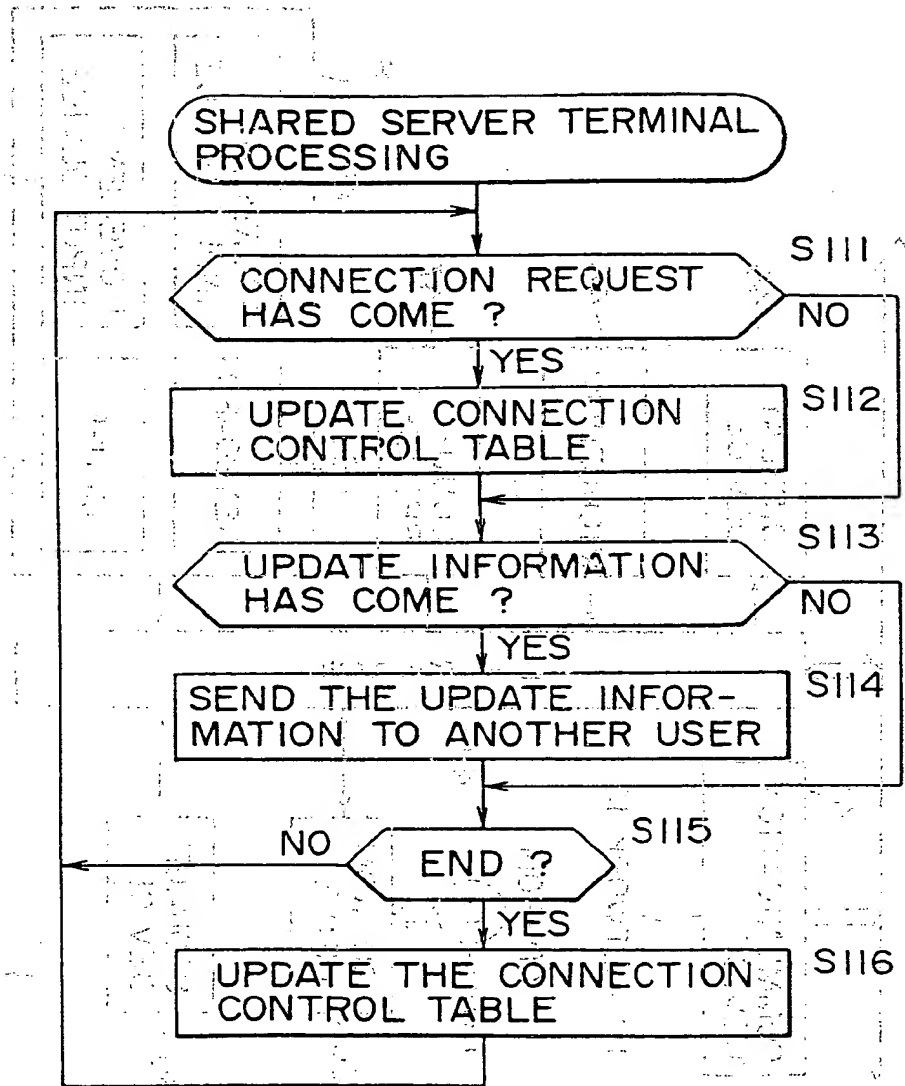 SHARED SERVER TERMINAL
PROCESSING
S111
CONNECTION REQUEST
HAS COME ?
NO
YES
S112
UPDATE CONNECTION
CONTROL TABLE
S113
UPDATE INFORMATION
HAS COME ?
NO
YES
S114
SEND THE UPDATE INFOR-
MATION TO ANOTHER USER
S115
NO
END ?
YES
S116
UPDATE THE CONNECTION
CONTROL TABLE